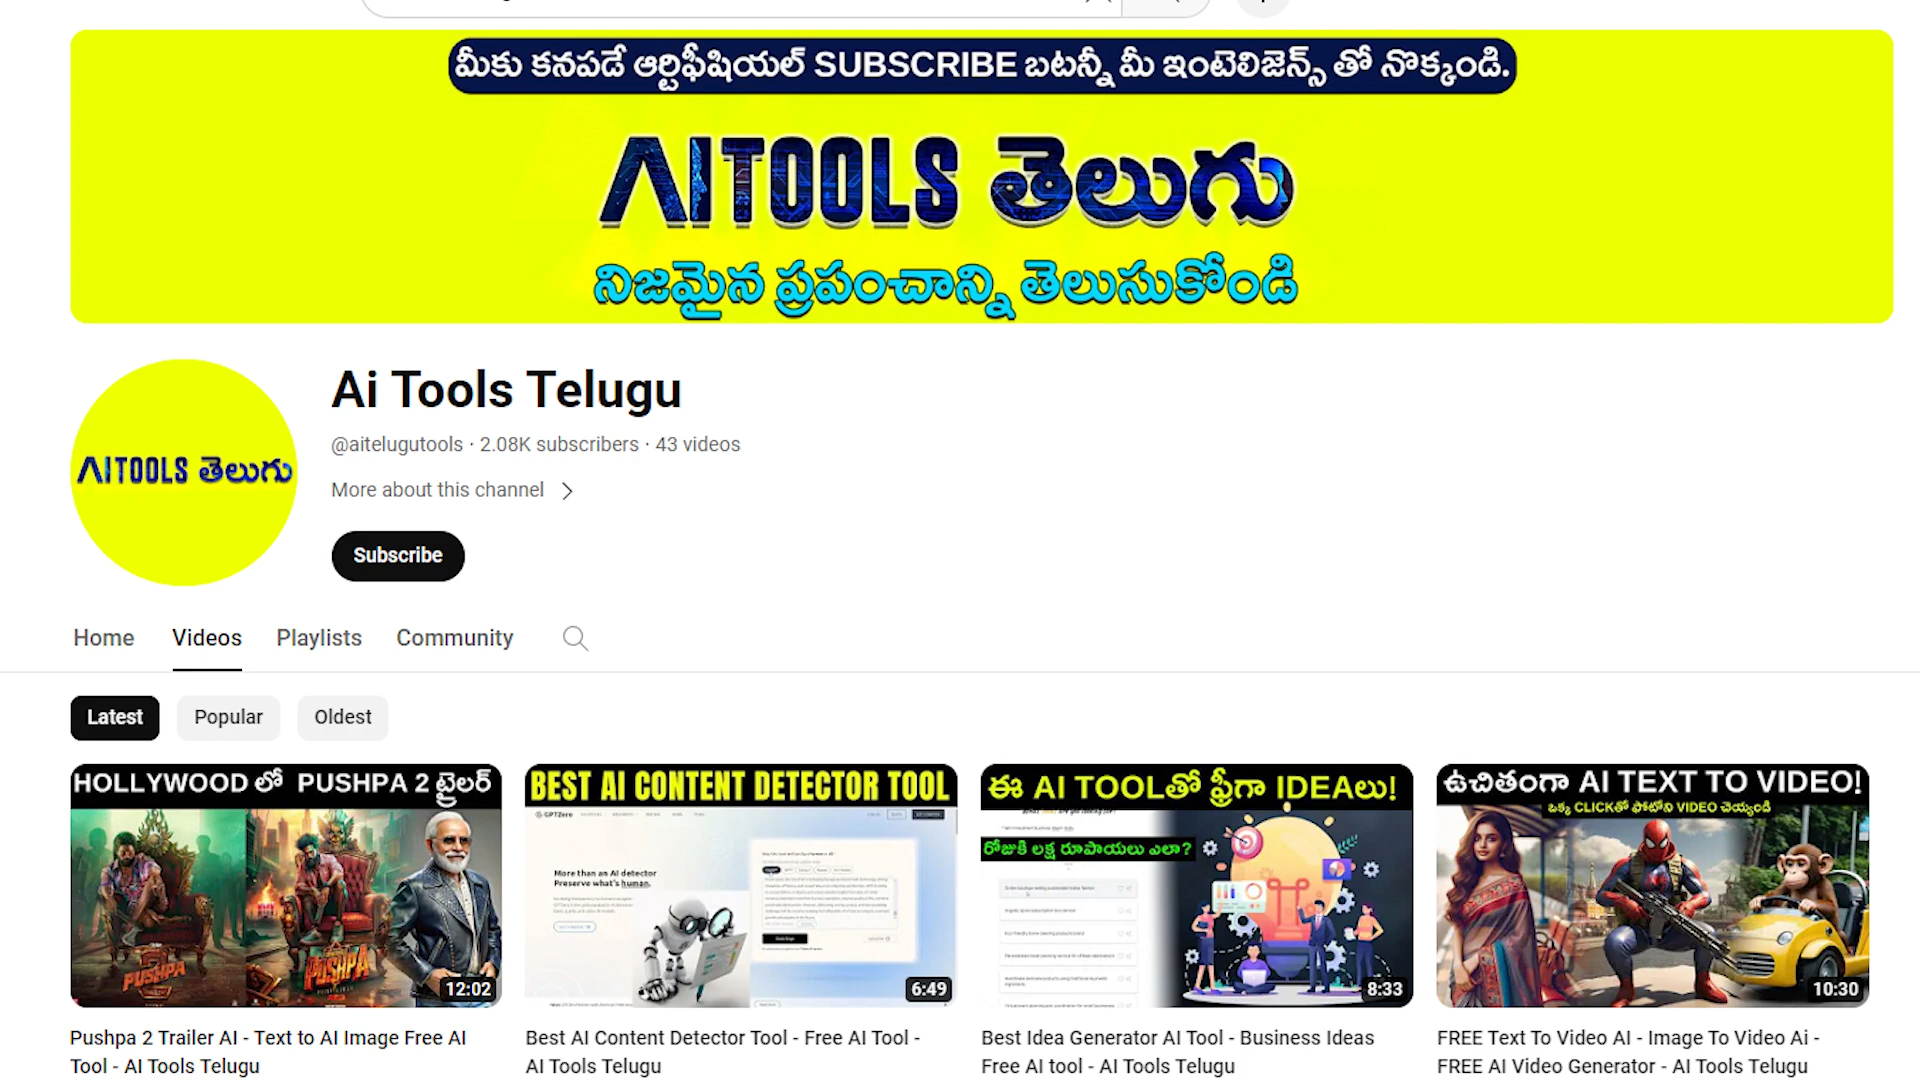 మీకు కనపడే ఆర్టిఫీషియల్ SUBSCRIBE బటన్నీ మీ ఇంటెలిజెన్స్ తో నొక్కండి.
AITOOLS తెలుగు
నిజమైన ప్రపంచాన్ని తెలుసుకోండి
AITOOLS తెలుగు
Ai Tools Telugu
@aitelugutools · 2.08K subscribers · 43 videos
More about this channel
Subscribe
Home Videos Playlists Community
Latest Popular Oldest
HOLLYWOOD లో PUSHPA 2 ట్రైలర్
PUSHPA
PUSHPA
12:02
BEST AI CONTENT DETECTOR TOOL
GPTZero
More than an AI detector
Preserve what's human.
6:49
ఈ AI TOOLతో ఫ్రీగా IDEAలు!
రోజుకి లక్ష రూపాయలు ఎలా?
8:33
ఉచితంగా AI TEXT TO VIDEO!
ఒక్క CLICKతో ఫోటోని VIDEO చెయ్యండి
10:30
Pushpa 2 Trailer AI - Text to AI Image Free AI
Tool - AI Tools Telugu
Best AI Content Detector Tool - Free AI Tool -
AI Tools Telugu
Best Idea Generator AI Tool - Business Ideas
Free AI tool - AI Tools Telugu
FREE Text To Video AI - Image To Video Ai -
FREE AI Video Generator - AI Tools Telugu